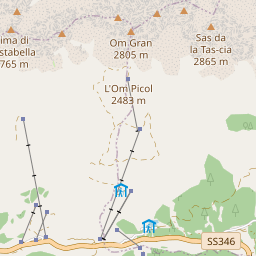 ima di
stabella
765 m
Om Gran
2805 m
Sas da
la Tas-cia
2865 m
L'Om Picol
2483 m
SS346